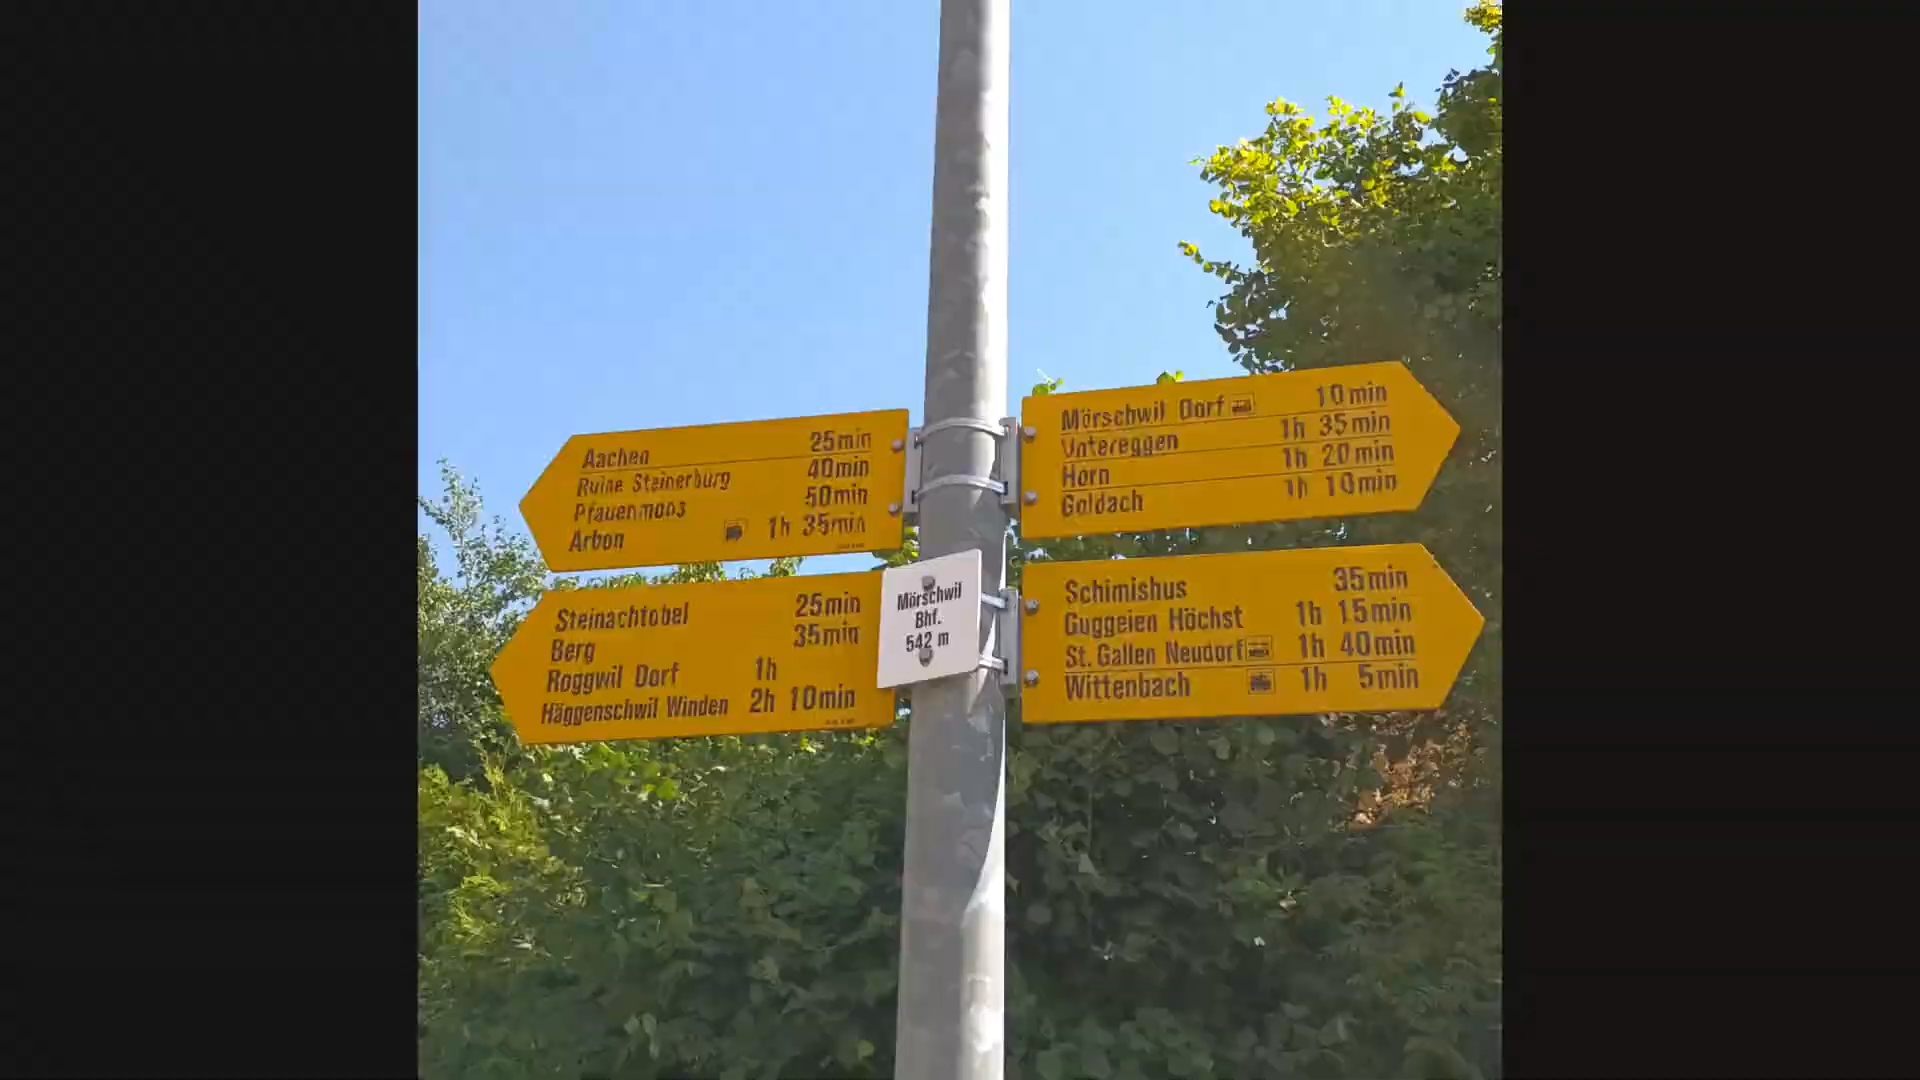 Aachen 25min
Ruine Steinerburg 40min
Pfauenmoos 50min
Arbon 1h 35min
Mörschwil Dorf 10min
Untereggen 1h 35min
Horn 1h 20min
Goldach 1h 10min
Steinachtobel 25min
Berg 35min
Roggwil Dorf 1h
Häggenschwil Winden 2h 10min
Mörschwil
Bhf.
542 m
Schimishus 35min
Guggeien Höchst 1h 15min
St. Gallen Neudorf 1h 40min
Wittenbach 1h 5min